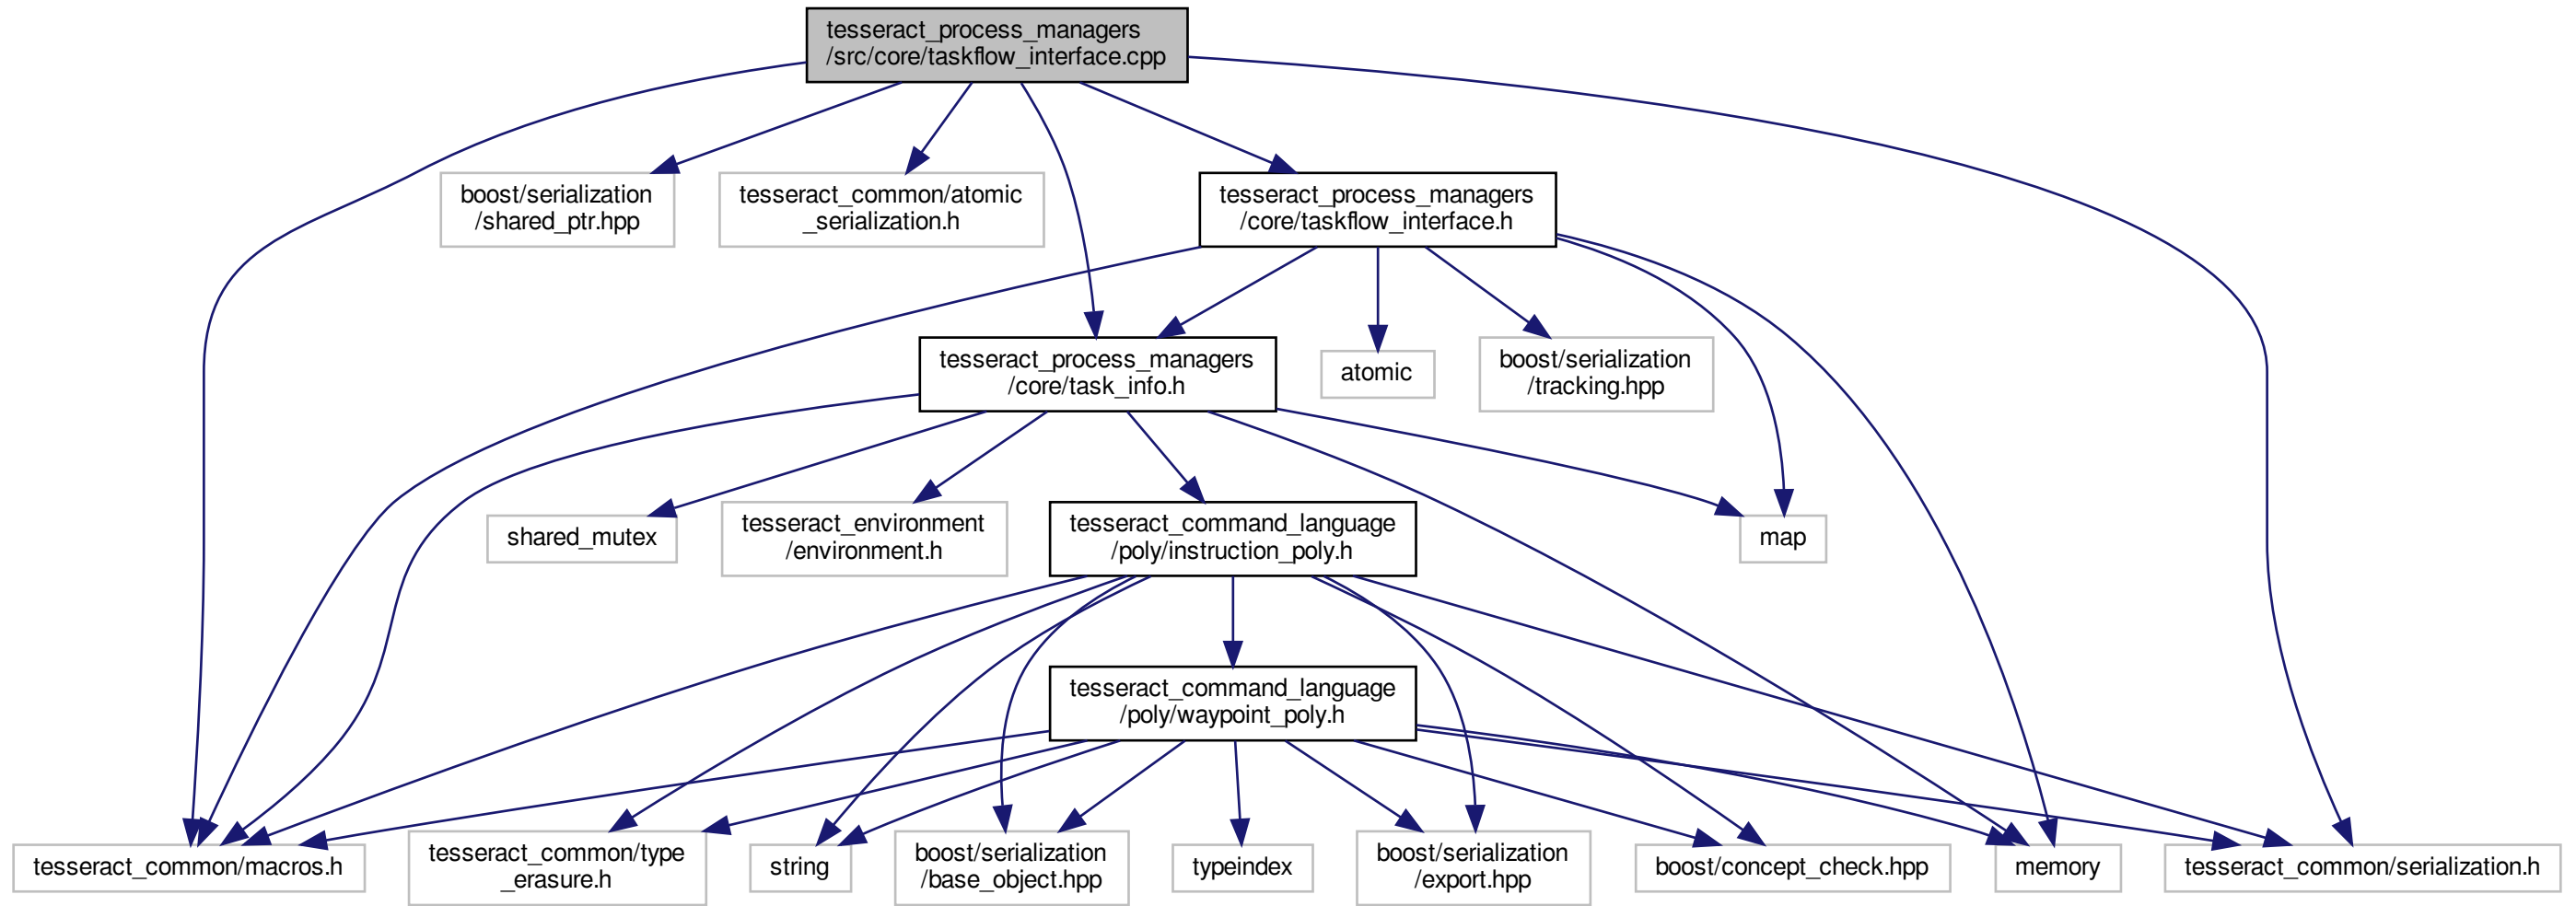 tesseract_process_managers
/src/core/taskflow_interface.cpp
boost/serialization
/shared_ptr.hpp
tesseract_common/atomic
_serialization.h
tesseract_process_managers
/core/taskflow_interface.h
tesseract_process_managers
/core/task_info.h
atomic
boost/serialization
/tracking.hpp
shared_mutex
tesseract_environment
/environment.h
tesseract_command_language
/poly/instruction_poly.h
map
tesseract_command_language
/poly/waypoint_poly.h
tesseract_common/macros.h
tesseract_common/type
_erasure.h
string
boost/serialization
/base_object.hpp
typeindex
boost/serialization
/export.hpp
boost/concept_check.hpp
memory
tesseract_common/serialization.h